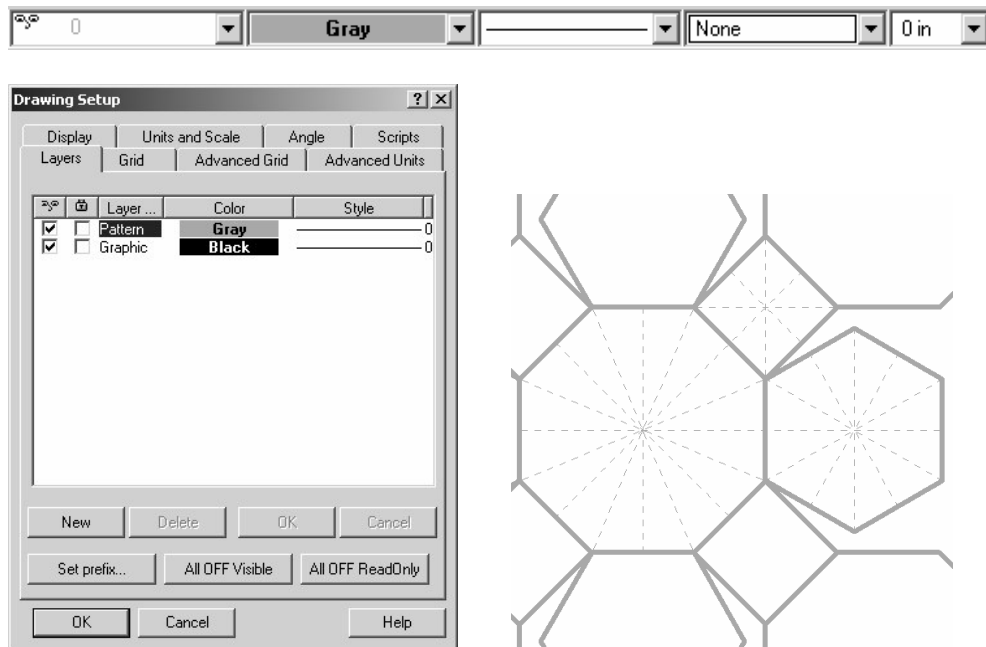 0 Gray None 0 in
Drawing Setup
Display Units and Scale Angle Scripts
Layers Grid Advanced Grid Advanced Units
Layer ... Color Style
Pattern Gray 0
Graphic Black 0
New Delete OK Cancel
Set prefix... All OFF Visible All OFF ReadOnly
OK Cancel Help